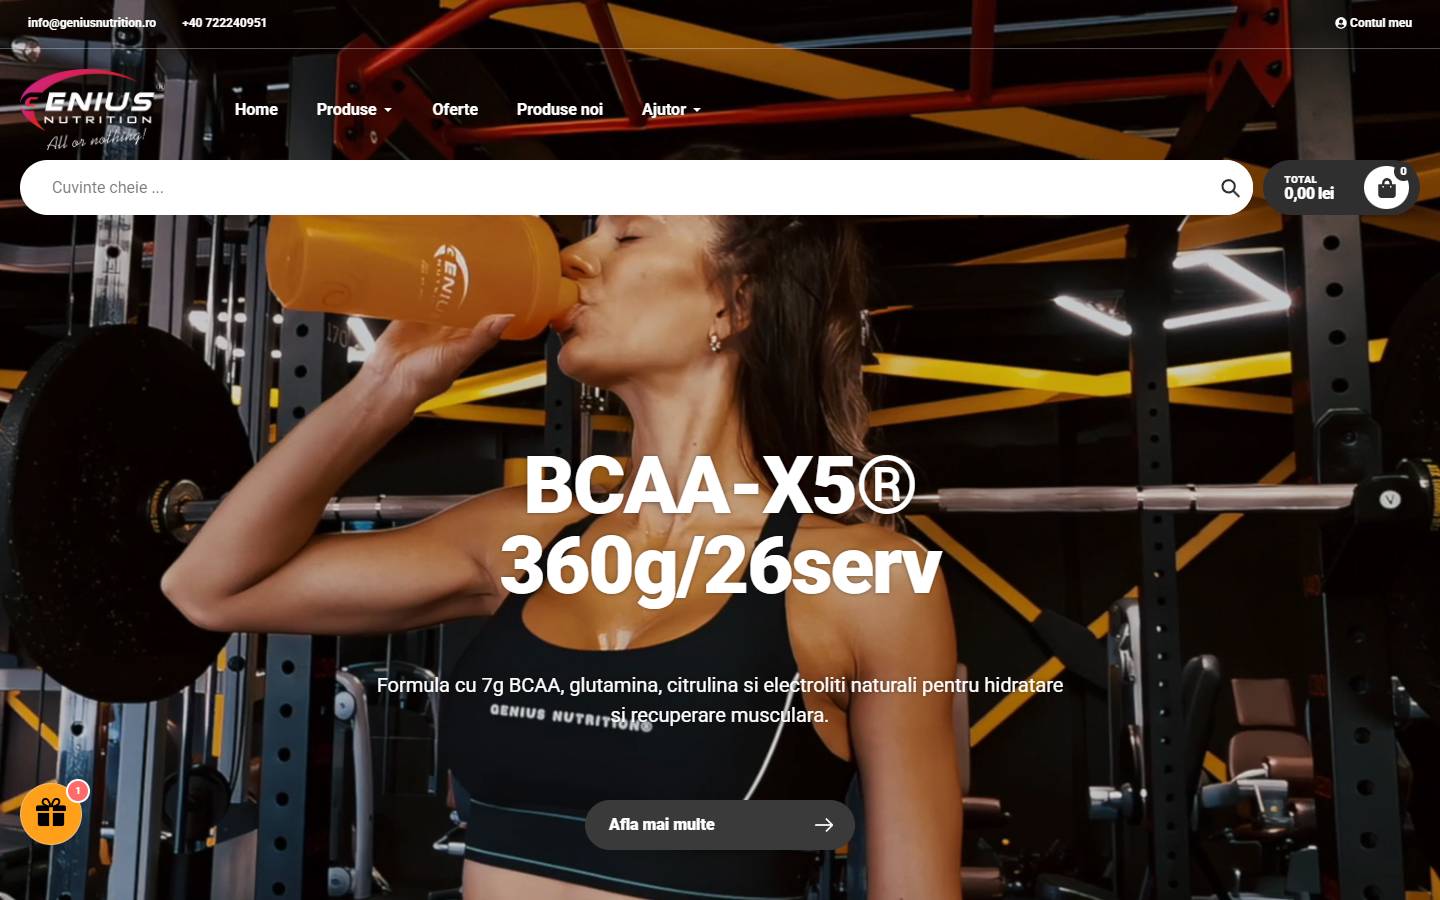 info@geniusnutrition.ro
+40 722240951
Contul meu
GENIUS
NUTRITION
All or nothing!
Home
Produse
Oferte
Produse noi
Ajutor
Cuvinte cheie ...
TOTAL
0,00 lei
0
BCAA-X5®
360g/26serv
Formula cu 7g BCAA, glutamina, citrulina si electroliti naturali pentru hidratare
si recuperare musculara.
GENIUS NUTRITION®
1
Afla mai multe